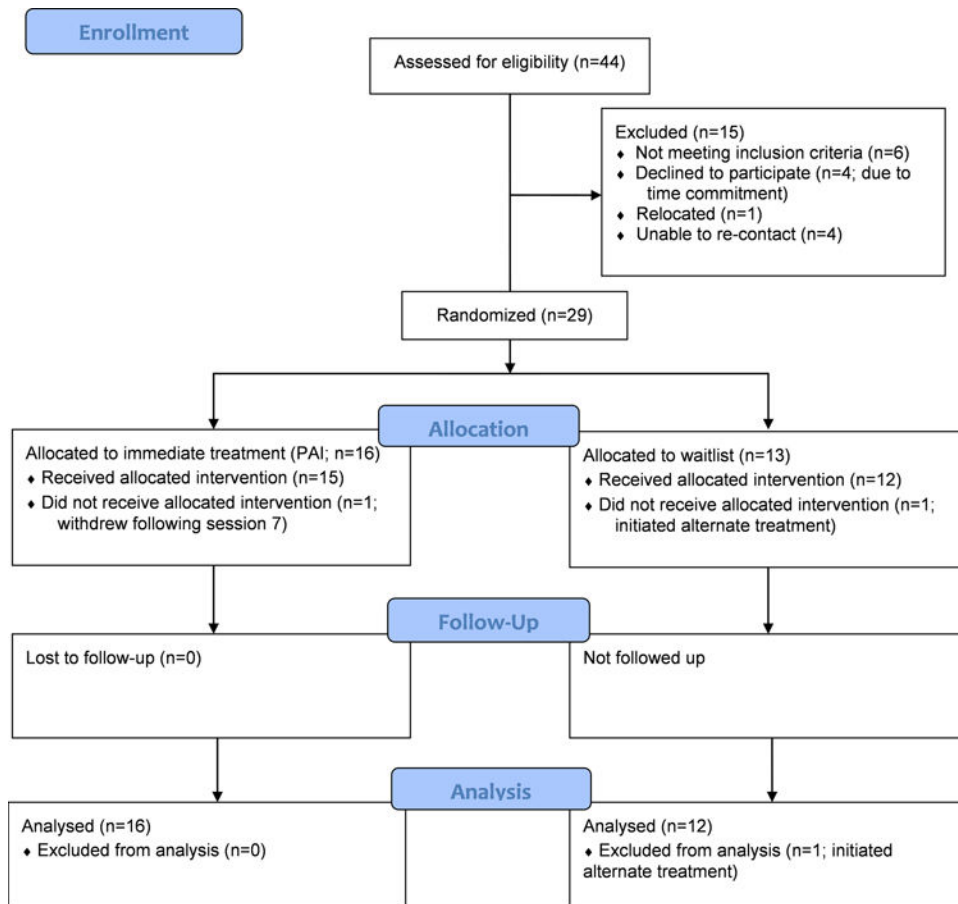 Enrollment
Assessed for eligibility (n=44)
Excluded (n=15)
♦ Not meeting inclusion criteria (n=6)
♦ Declined to participate (n=4; due to
time commitment)
♦ Relocated (n=1)
♦ Unable to re-contact (n=4)
Randomized (n=29)
Allocation
Allocated to immediate treatment (PAI; n=16)
♦ Received allocated intervention (n=15)
♦ Did not receive allocated intervention (n=1;
withdrew following session 7)
Allocated to waitlist (n=13)
♦ Received allocated intervention (n=12)
♦ Did not receive allocated intervention (n=1;
initiated alternate treatment)
Follow-Up
Lost to follow-up (n=0)
Not followed up
Analysis
Analysed (n=16)
♦ Excluded from analysis (n=0)
Analysed (n=12)
♦ Excluded from analysis (n=1; initiated
alternate treatment)